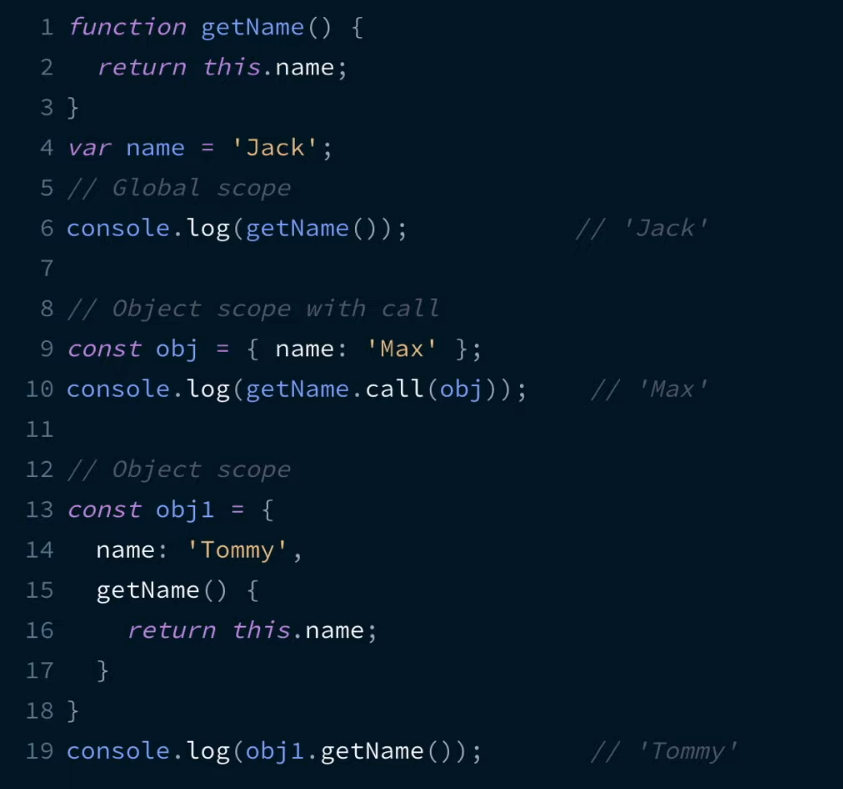 1 function getName() {
2   return this.name;
3 }
4 var name = 'Jack';
5 // Global scope
6 console.log(getName());           // 'Jack'
7
8 // Object scope with call
9 const obj = { name: 'Max' };
10 console.log(getName.call(obj));    // 'Max'
11
12 // Object scope
13 const obj1 = {
14   name: 'Tommy',
15   getName() {
16     return this.name;
17   }
18 }
19 console.log(obj1.getName());       // 'Tommy'